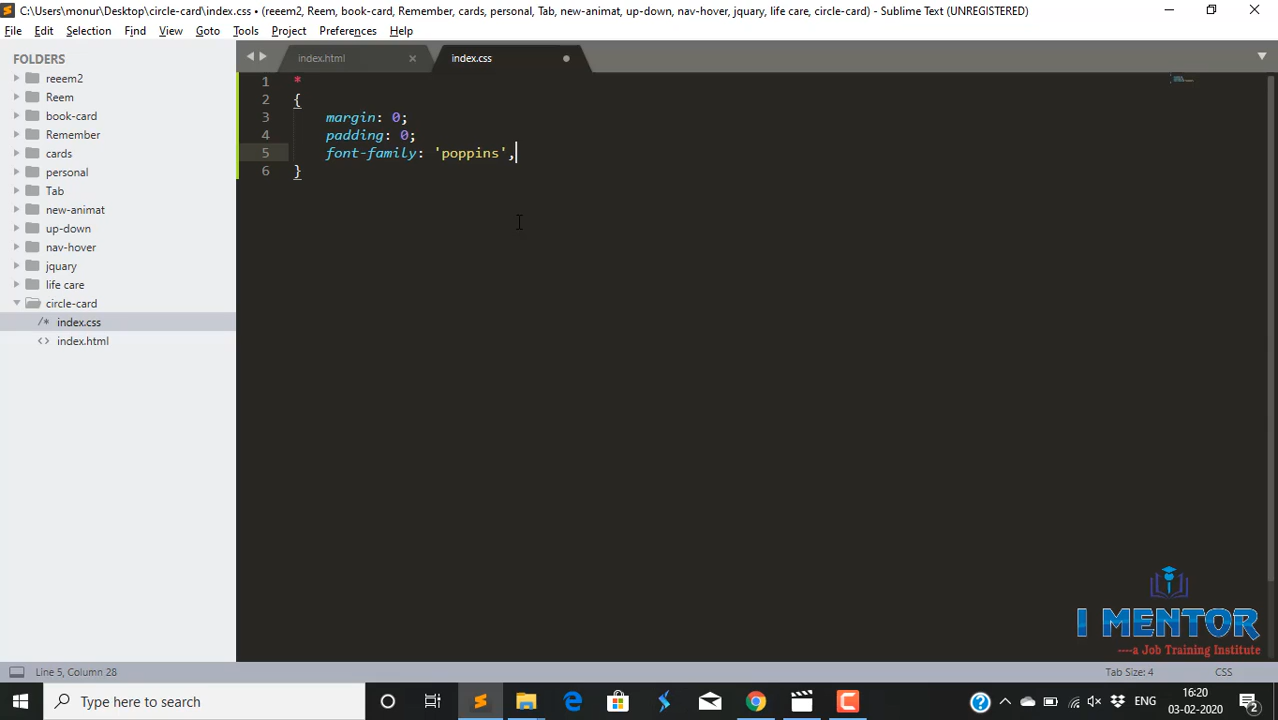 C:\Users\monur\Desktop\circle-card\index.css • (reeem2, Reem, book-card, Remember, cards, personal, Tab, new-animat, up-down, nav-hover, jquary, life care, circle-card) - Sublime Text (UNREGISTERED)
File Edit Selection Find View Goto Tools Project Preferences Help
FOLDERS
reeem2
Reem
book-card
Remember
cards
personal
Tab
new-animat
up-down
nav-hover
jquary
life care
circle-card
/* index.css
<> index.html
index.html × index.css
1 *
2 {
3 margin: 0;
4 padding: 0;
5 font-family: 'poppins',
6 }
I MENTOR
----a Job Training Institute
Line 5, Column 28
Tab Size: 4 CSS
Type here to search
ENG
16:20
03-02-2020
2